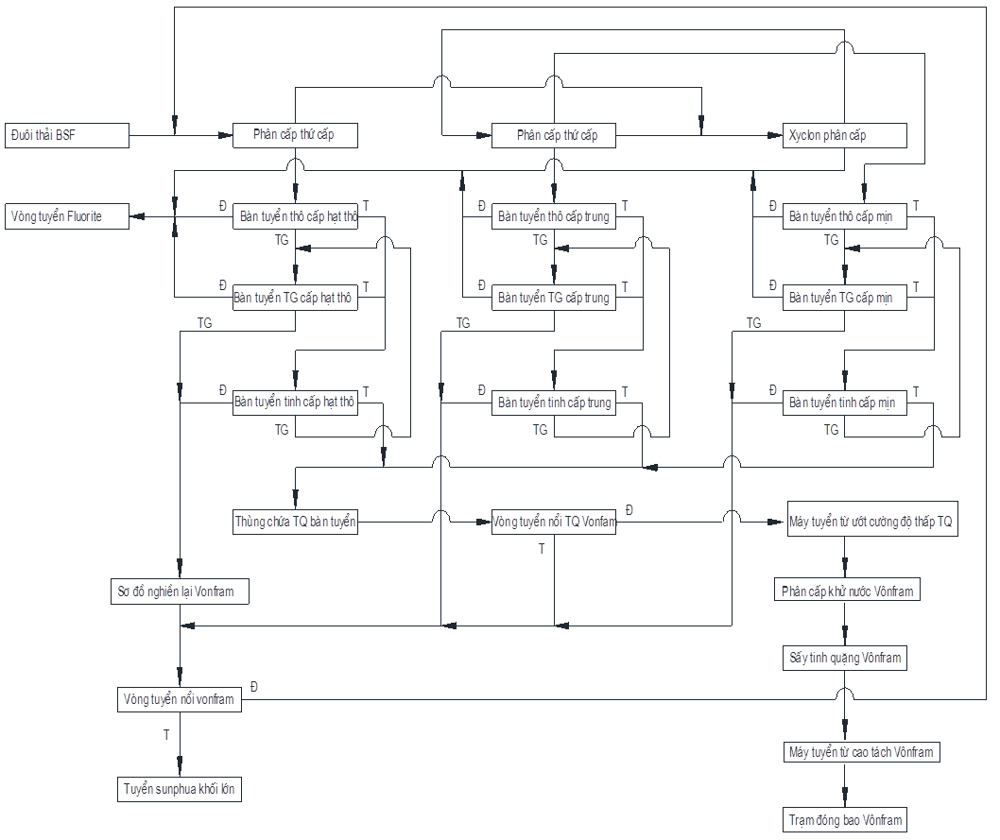 Đuôi thải BSF
Phân cấp thứ cấp
Phân cấp thứ cấp
Xyclon phân cấp
Vòng tuyển Fluorite
Đ
Bàn tuyển thô cấp hạt thô
T
Đ
Bàn tuyển thô cấp trung
T
Đ
Bàn tuyển thô cấp mịn
T
TG
TG
TG
Đ
Bàn tuyển TG cấp hạt thô
T
Đ
Bàn tuyển TG cấp trung
T
Đ
Bàn tuyển TG cấp mịn
T
TG
TG
TG
Đ
Bàn tuyển tinh cấp hạt thô
T
Đ
Bàn tuyển tinh cấp trung
T
Đ
Bàn tuyển tinh cấp mịn
T
TG
TG
TG
Thùng chứa TQ bàn tuyển
Vòng tuyển nổi TQ Vonfam
Đ
Máy tuyển từ ướt cường độ thấp TQ
T
Sơ đồ nghiền lại Vonfram
Phân cấp khử nước Vônfram
Sấy tinh quặng Vônfram
Vòng tuyển nổi vonfram
Đ
T
Máy tuyển từ cao tách Vônfram
Tuyển sunphua khối lớn
Trạm đóng bao Vônfram